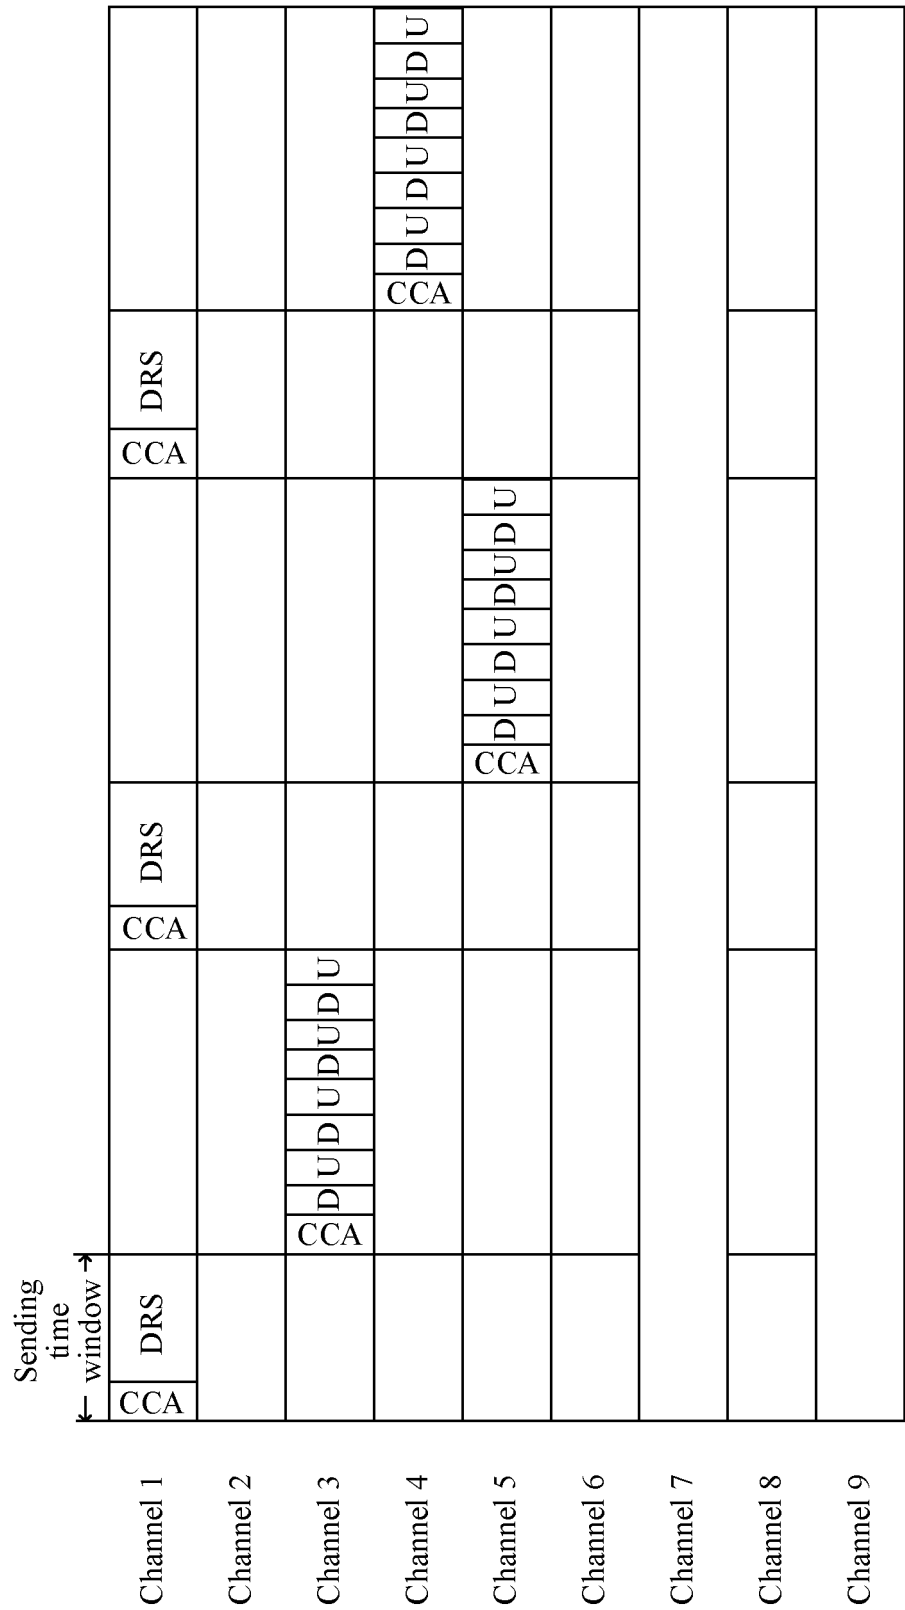 Sending
time
window
Channel 1 CCA DRS CCA DRS CCA DRS
Channel 2
Channel 3 CCA D U D U D U D U
Channel 4 CCA D U D U D U D U
Channel 5 CCA D U D U D U D U
Channel 6
Channel 7
Channel 8
Channel 9